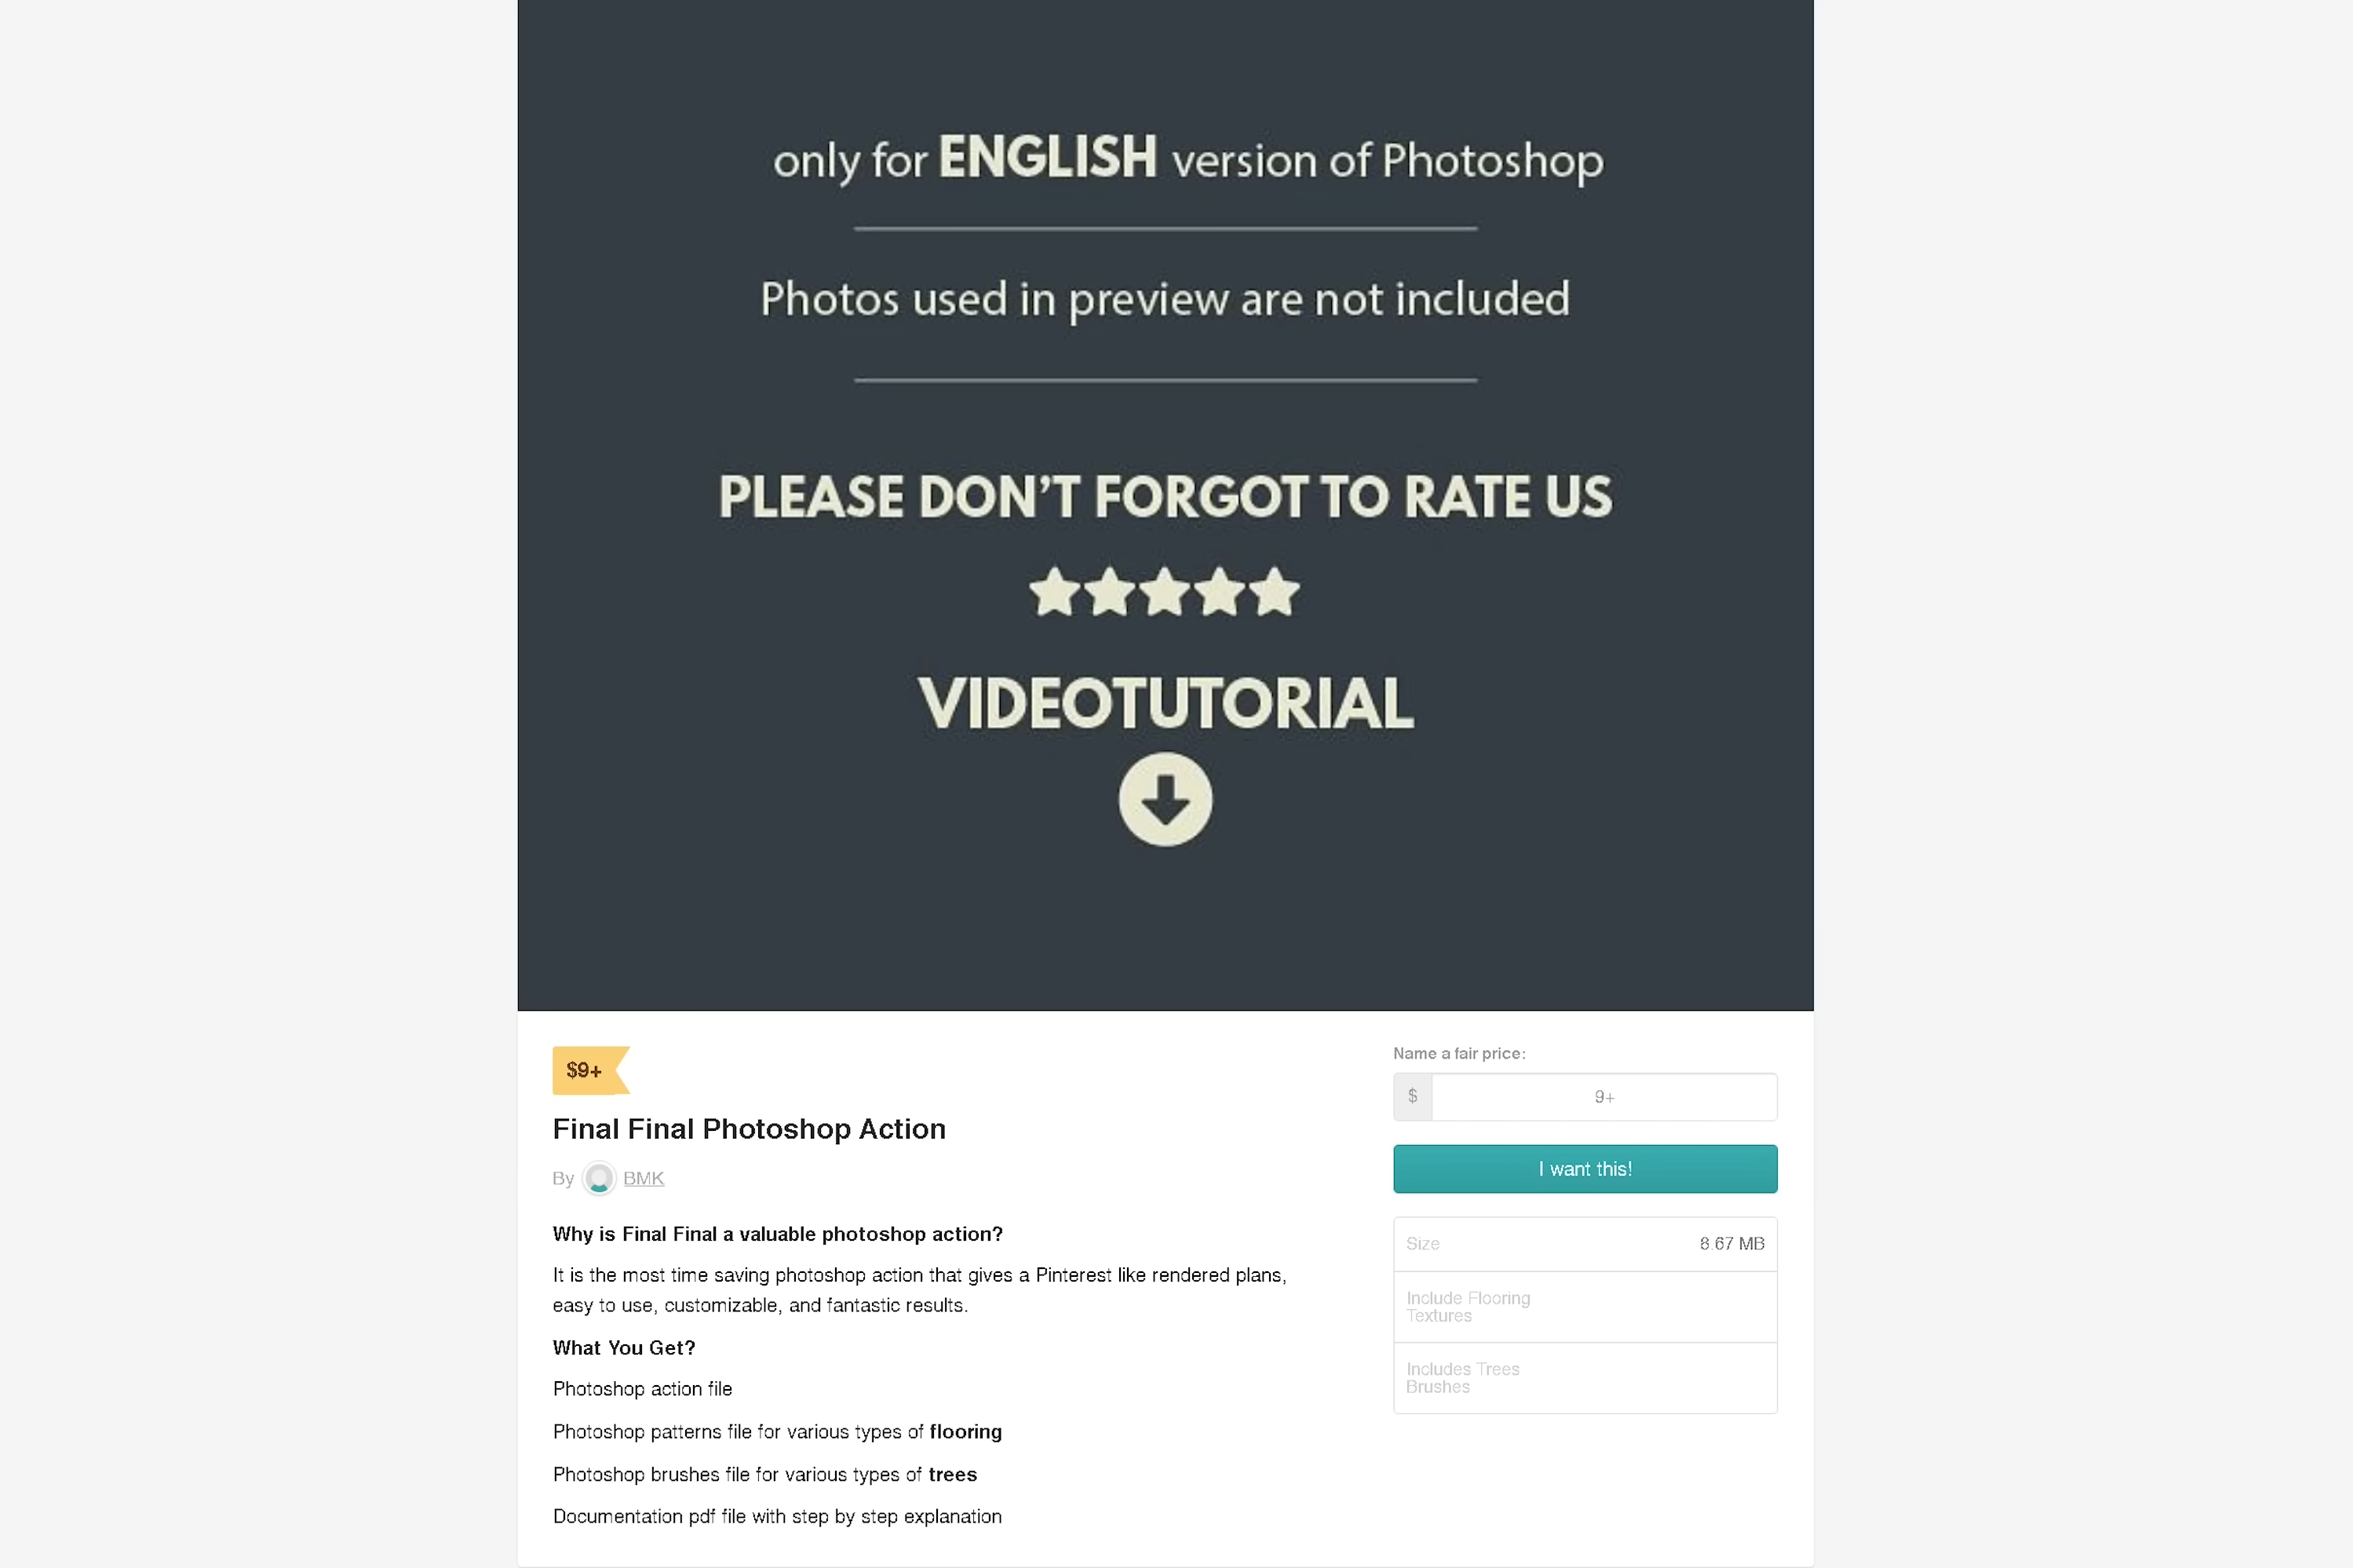 only for ENGLISH version of Photoshop
Photos used in preview are not included
PLEASE DON'T FORGOT TO RATE US
VIDEOTUTORIAL
$9+
Final Final Photoshop Action
By BMK
Why is Final Final a valuable photoshop action?
It is the most time saving photoshop action that gives a Pinterest like rendered plans,
easy to use, customizable, and fantastic results.
What You Get?
Photoshop action file
Photoshop patterns file for various types of flooring
Photoshop brushes file for various types of trees
Documentation pdf file with step by step explanation
Name a fair price:
$ 9+
I want this!
Size 8.67 MB
Include Flooring
Textures
Includes Trees
Brushes